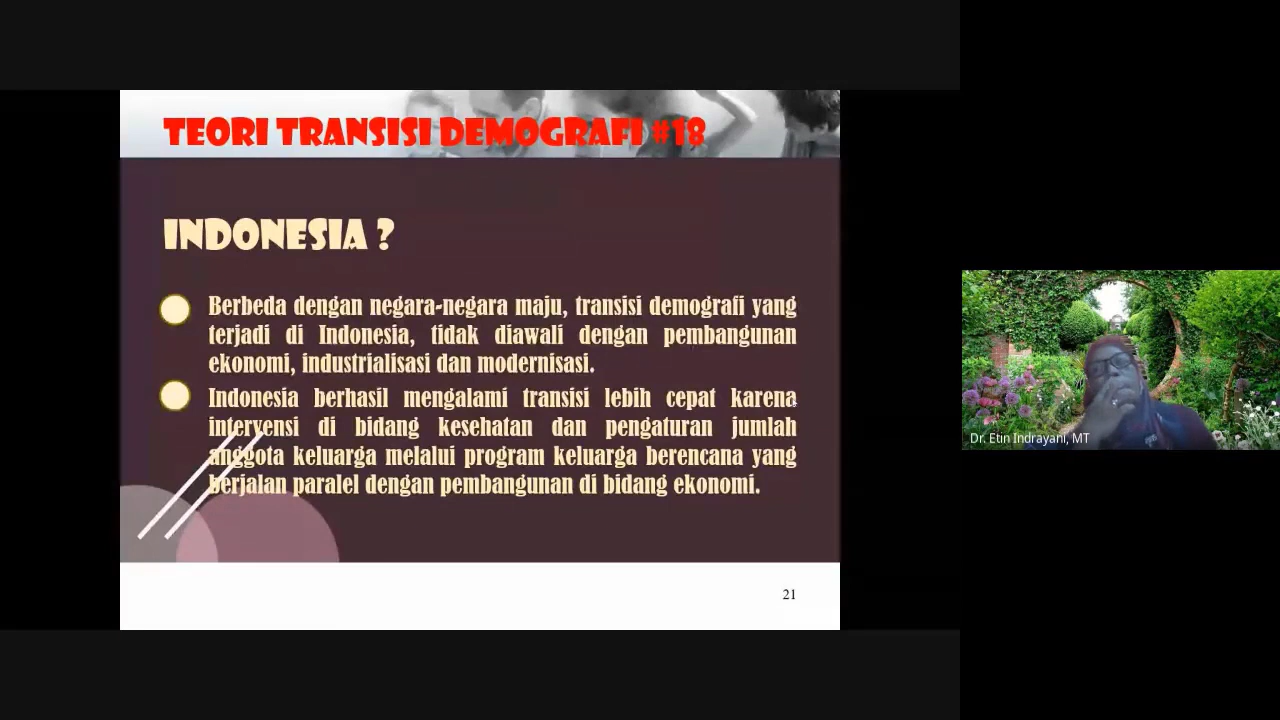 TEORI TRANSISI DEMOGRAFI #18
INDONESIA ?
Berbeda dengan negara-negara maju, transisi demografi yang
terjadi di Indonesia, tidak diawali dengan pembangunan
ekonomi, industrialisasi dan modernisasi.
Indonesia berhasil mengalami transisi lebih cepat karena
intervensi di bidang kesehatan dan pengaturan jumlah
anggota keluarga melalui program keluarga berencana yang
berjalan paralel dengan pembangunan di bidang ekonomi.
21
Dr. Etin Indrayani, MT